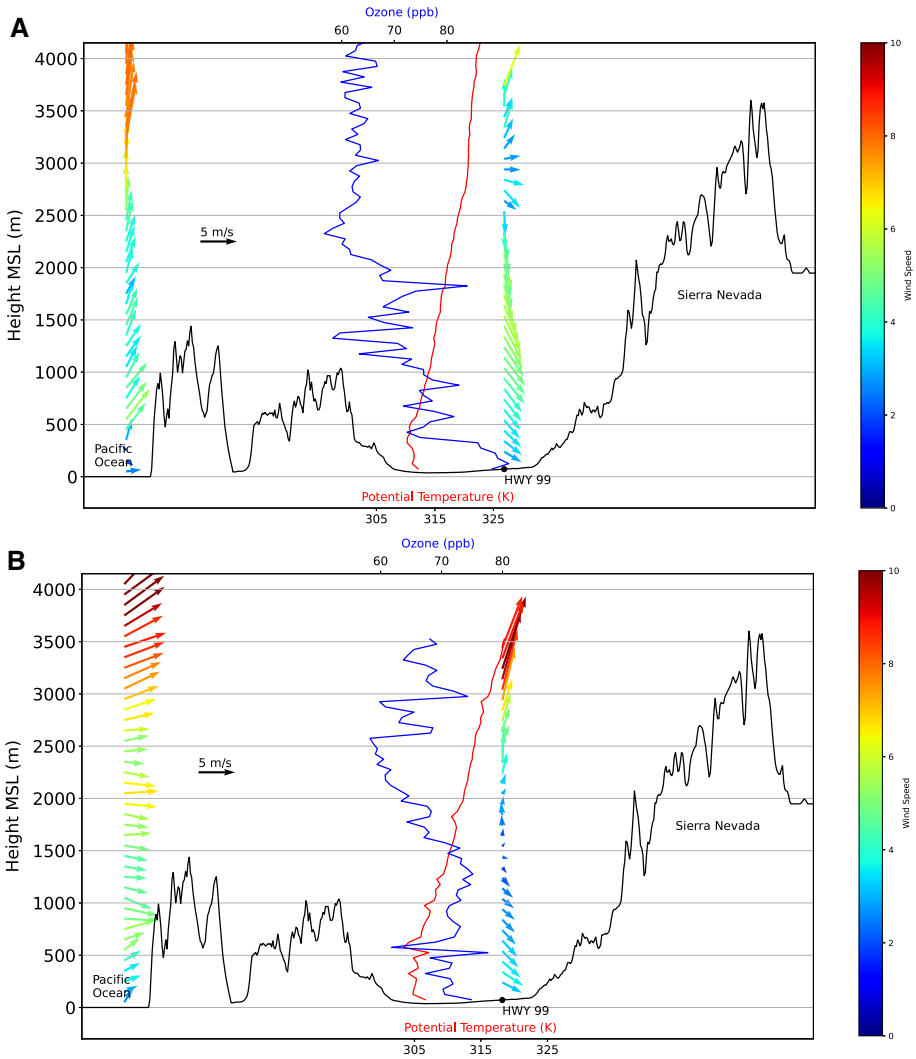 A
Ozone (ppb)
60 70 80
4000
3500
3000
2500
2000
1500
1000
500
0
Height MSL (m)
5 m/s
Pacific
Ocean
Sierra Nevada
HWY 99
Potential Temperature (K)
305 315 325
10
8
6
4
2
0
Wind Speed
B
Ozone (ppb)
60 70 80
4000
3500
3000
2500
2000
1500
1000
500
0
Height MSL (m)
5 m/s
Pacific
Ocean
Sierra Nevada
HWY 99
Potential Temperature (K)
305 315 325
10
8
6
4
2
0
Wind Speed